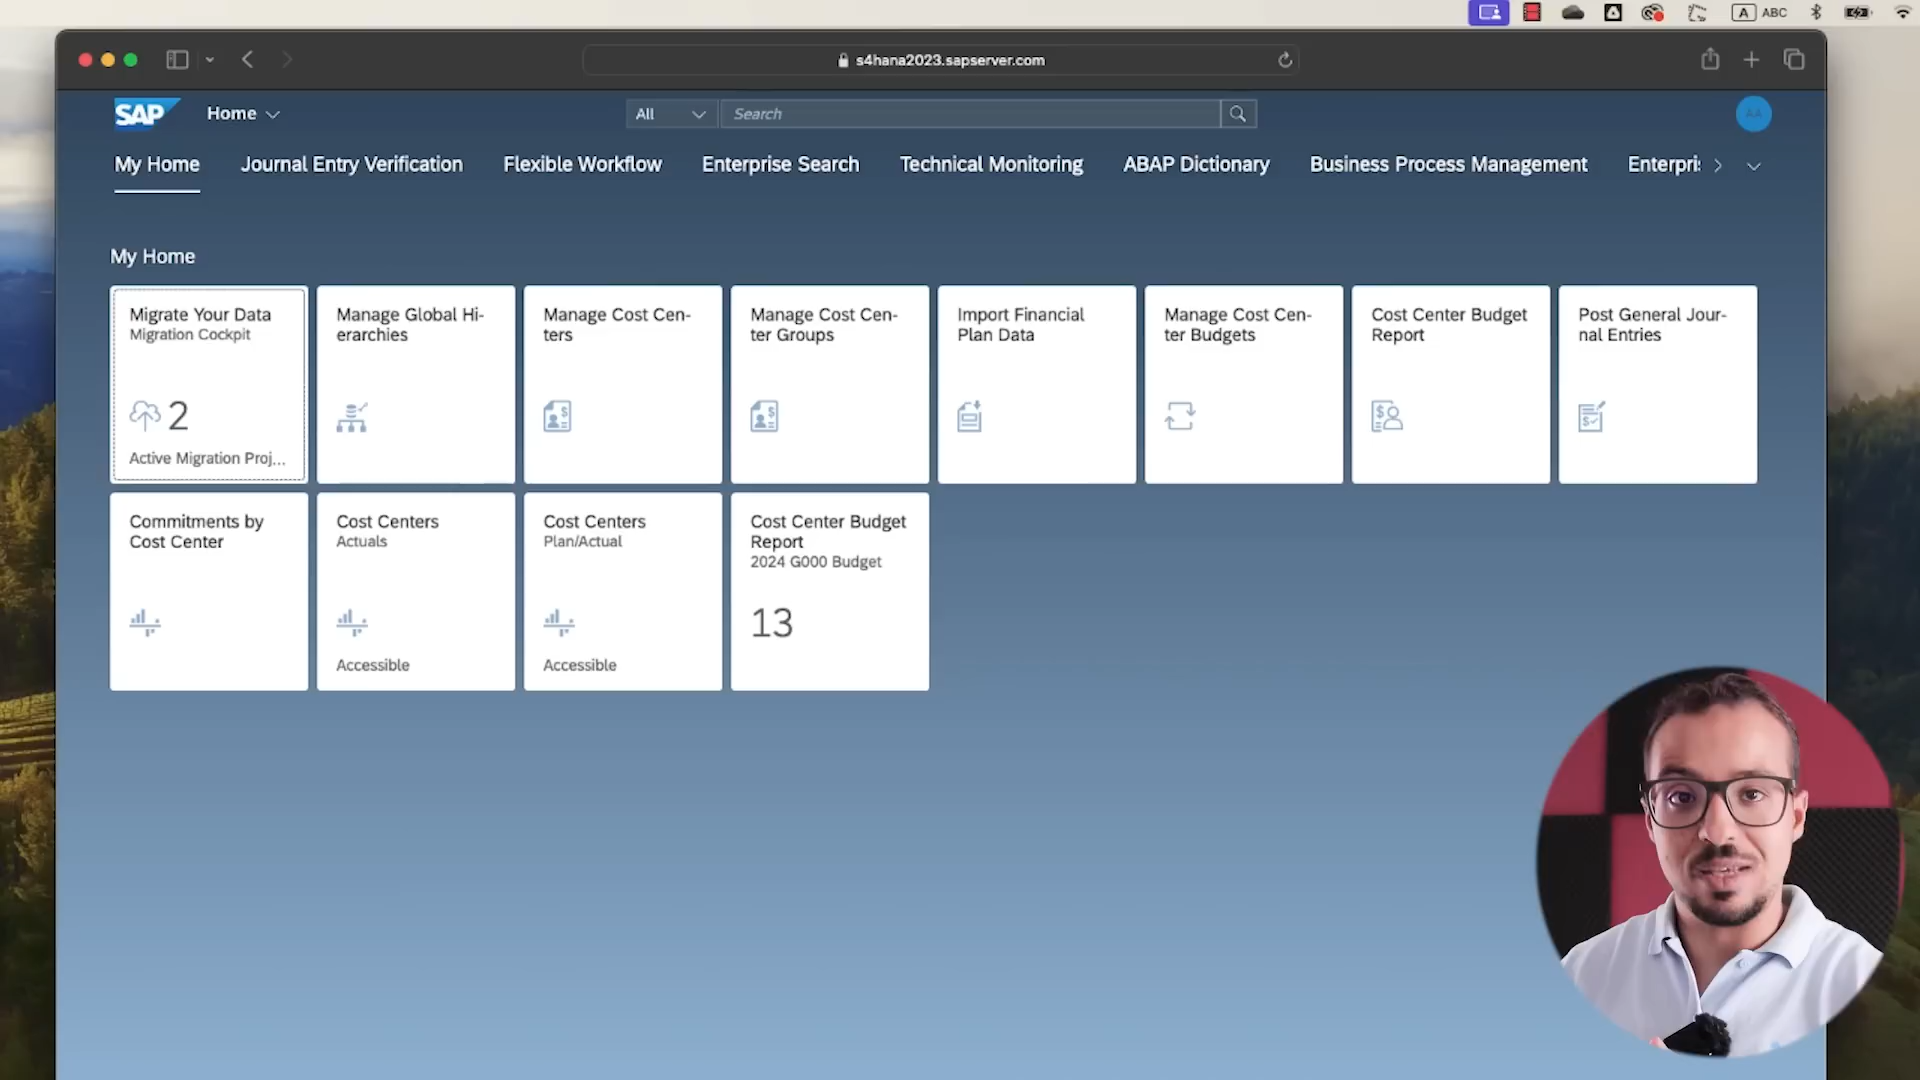 A ABC
s4hana2023.sapserver.com
SAP Home All Search AA
My Home Journal Entry Verification Flexible Workflow Enterprise Search Technical Monitoring ABAP Dictionary Business Process Management Enterpri
My Home
Migrate Your Data
Migration Cockpit
2
Active Migration Proj...
Manage Global Hi-
erarchies
Manage Cost Cen-
ters
Manage Cost Cen-
ter Groups
Import Financial
Plan Data
Manage Cost Cen-
ter Budgets
Cost Center Budget
Report
Post General Jour-
nal Entries
Commitments by
Cost Center
Cost Centers
Actuals
Accessible
Cost Centers
Plan/Actual
Accessible
Cost Center Budget
Report
2024 G000 Budget
13